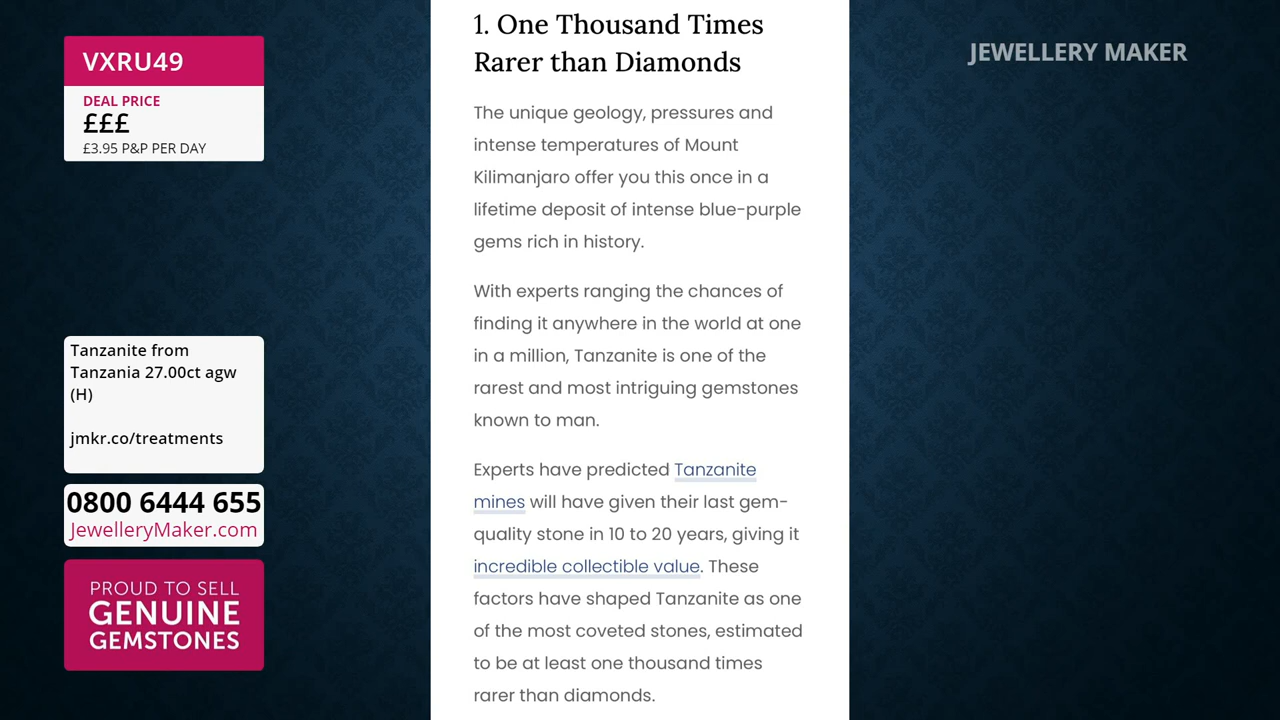 VXRU49
DEAL PRICE
£££
£3.95 P&P PER DAY
Tanzanite from
Tanzania 27.00ct agw
(H)
jmkr.co/treatments
0800 6444 655
JewelleryMaker.com
PROUD TO SELL
GENUINE
GEMSTONES
1. One Thousand Times
Rarer than Diamonds
The unique geology, pressures and
intense temperatures of Mount
Kilimanjaro offer you this once in a
lifetime deposit of intense blue-purple
gems rich in history.
With experts ranging the chances of
finding it anywhere in the world at one
in a million, Tanzanite is one of the
rarest and most intriguing gemstones
known to man.
Experts have predicted Tanzanite
mines will have given their last gem-
quality stone in 10 to 20 years, giving it
incredible collectible value. These
factors have shaped Tanzanite as one
of the most coveted stones, estimated
to be at least one thousand times
rarer than diamonds.
JEWELLERY MAKER